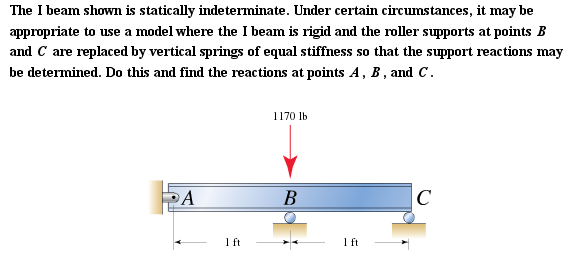 The I beam shown is statically indeterminate. Under certain circumstances, it may be
appropriate to use a model where the I beam is rigid and the roller supports at points B
and C are replaced by vertical springs of equal stiffness so that the support reactions may
be determined. Do this and find the reactions at points A, B, and C.
1170 lb
A
B
C
1 ft
1 ft